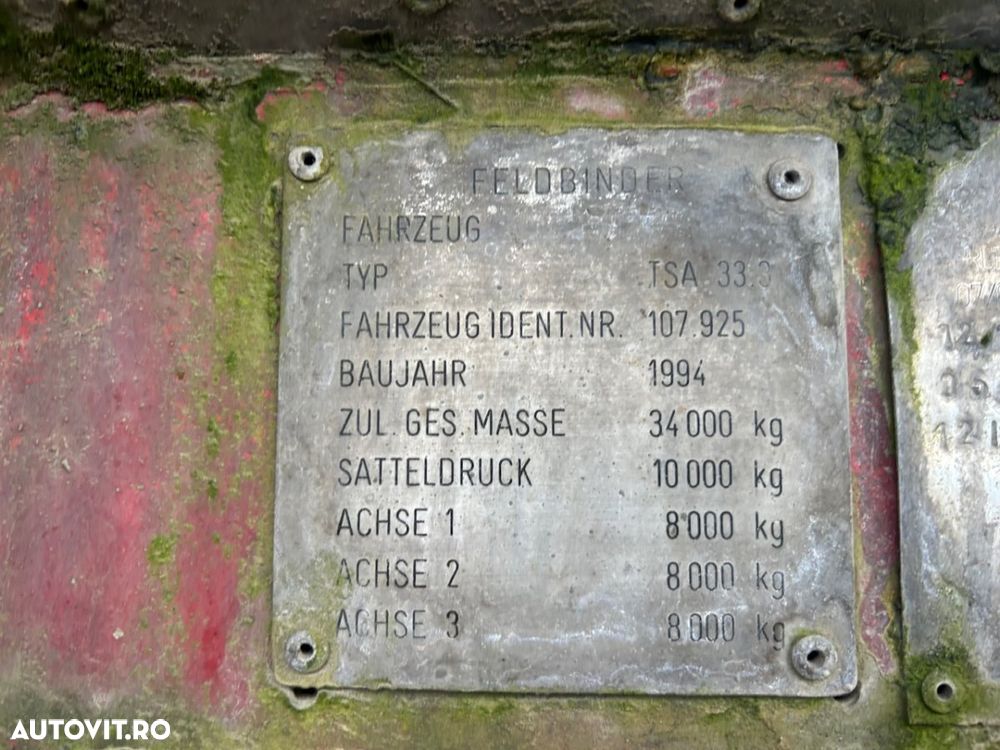 FELDBINDER
FAHRZEUG
TYP TSA 33.3
FAHRZEUG IDENT. NR. 107.925
BAUJAHR 1994
ZUL. GES. MASSE 34 000 kg
SATTELDRUCK 10 000 kg
ACHSE 1 8 000 kg
ACHSE 2 8 000 kg
ACHSE 3 8 000 kg
AUTOVIT.RO